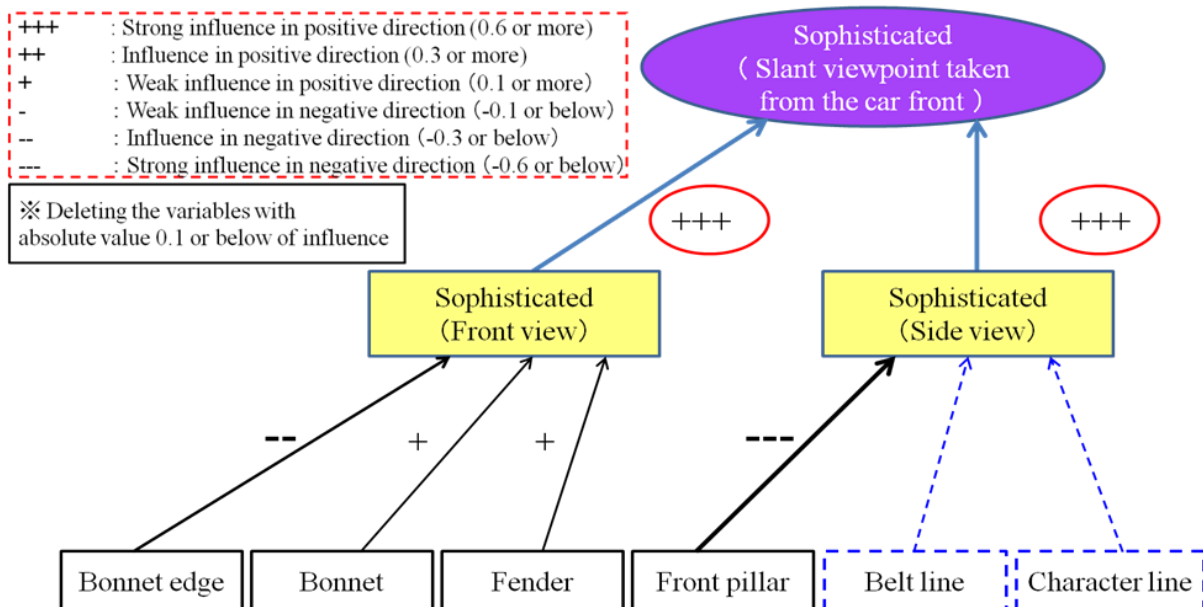 +++ : Strong influence in positive direction (0.6 or more)
++ : Influence in positive direction (0.3 or more)
+ : Weak influence in positive direction (0.1 or more)
- : Weak influence in negative direction (-0.1 or below)
-- : Influence in negative direction (-0.3 or below)
--- : Strong influence in negative direction (-0.6 or below)
※ Deleting the variables with
absolute value 0.1 or below of influence
Sophisticated
( Slant viewpoint taken
from the car front )
+++
+++
Sophisticated
(Front view)
Sophisticated
(Side view)
--
+
+
---
Bonnet edge
Bonnet
Fender
Front pillar
Belt line
Character line